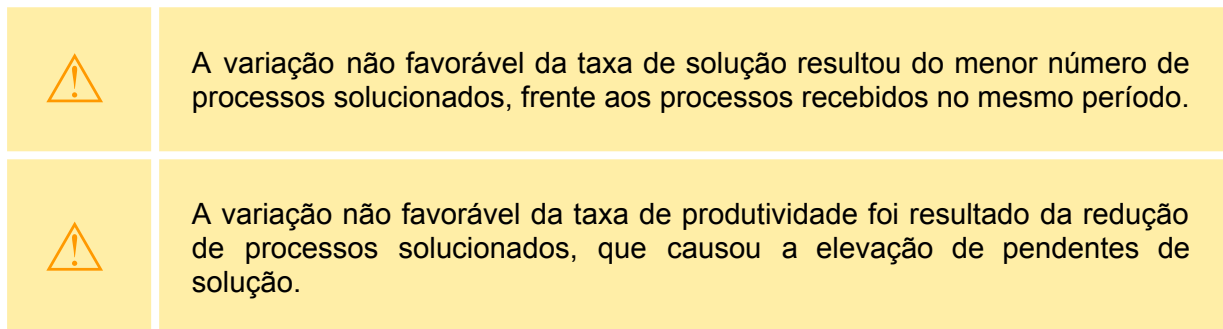 A variação não favorável da taxa de solução resultou do menor número de
processos solucionados, frente aos processos recebidos no mesmo período.
A variação não favorável da taxa de produtividade foi resultado da redução
de processos solucionados, que causou a elevação de pendentes de
solução.